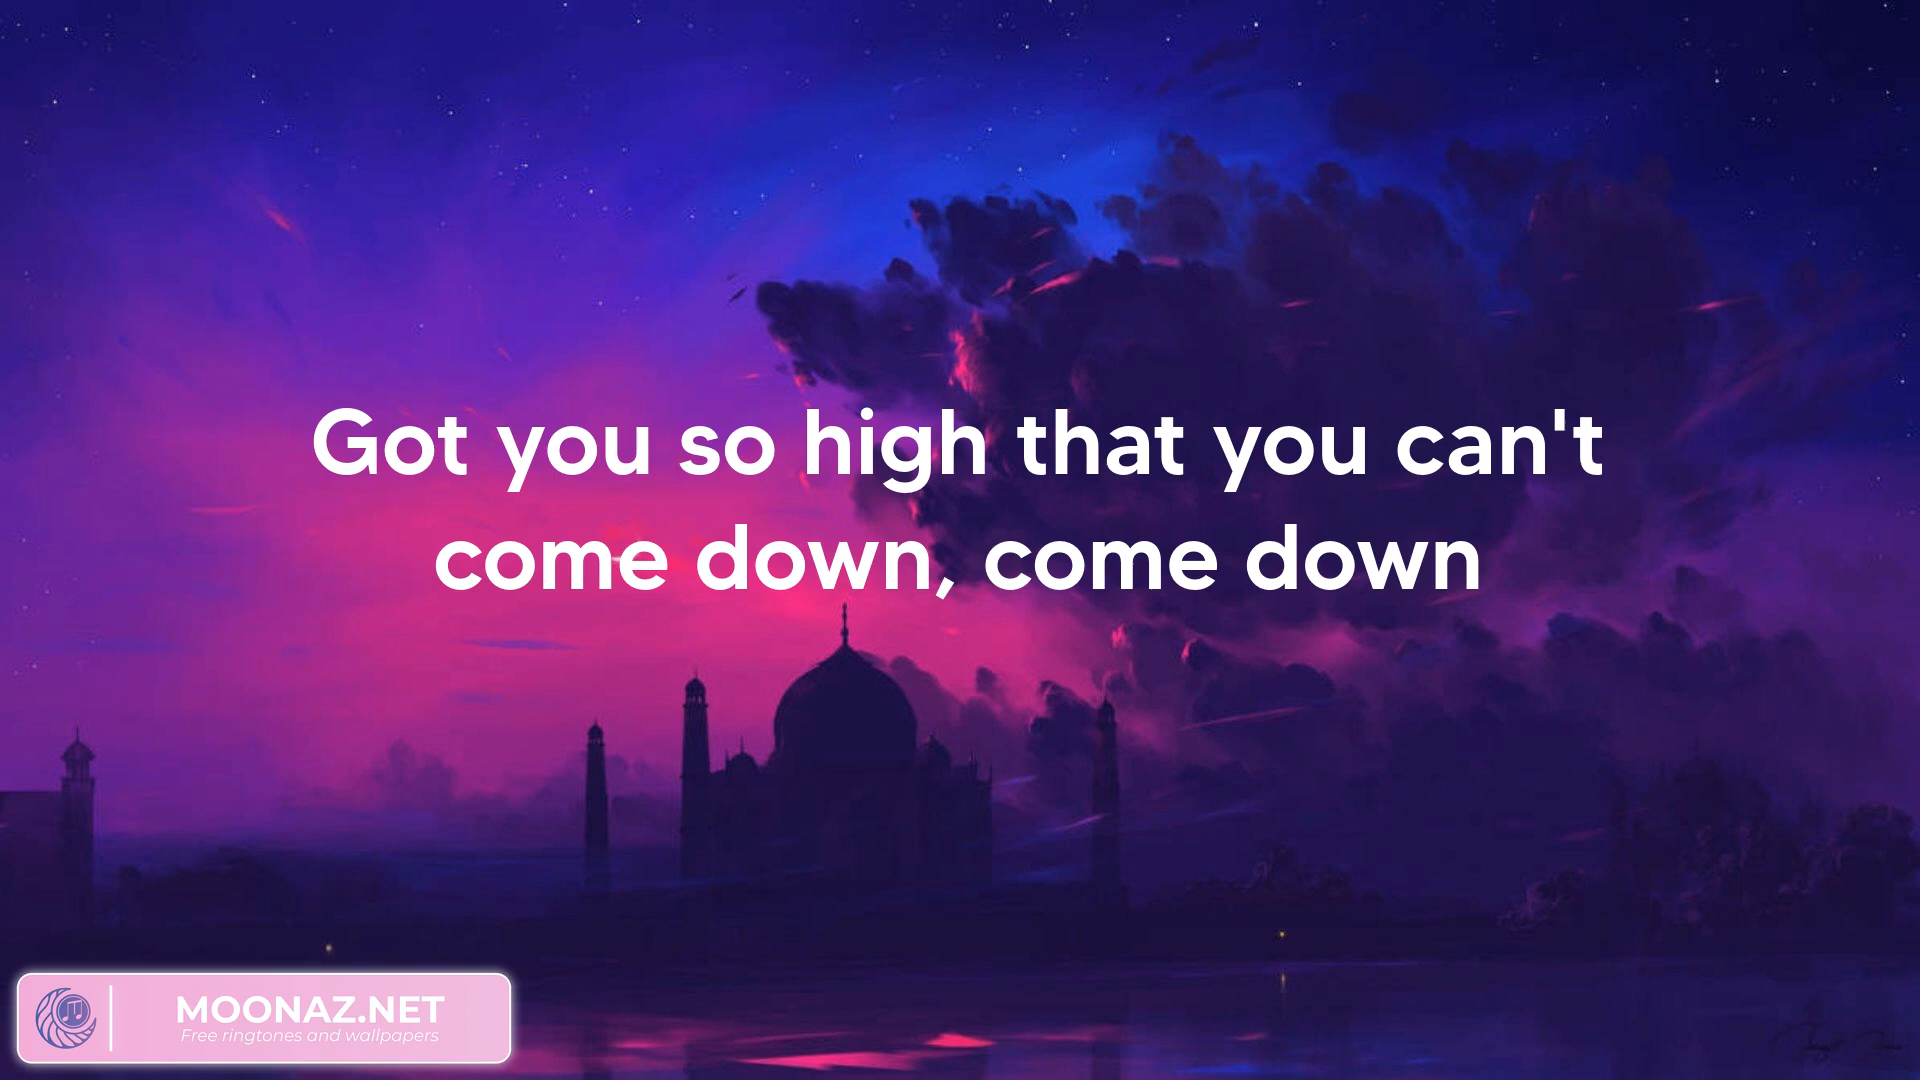 Got you so high that you can't
come down, come down
MOONAZ.NET
Free ringtones and wallpapers